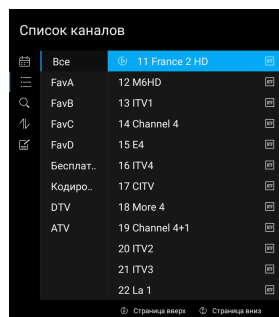 Список каналов
Все 11 France 2 HD
FavA 12 M6HD
FavB 13 ITV1
FavC 14 Channel 4
FavD 15 E4
Бесплат.. 16 ITV4
Кодиро.. 17 CITV
DTV 18 More 4
ATV 19 Channel 4+1
20 ITV2
21 ITV3
22 La 1
Страница вверх Страница вниз